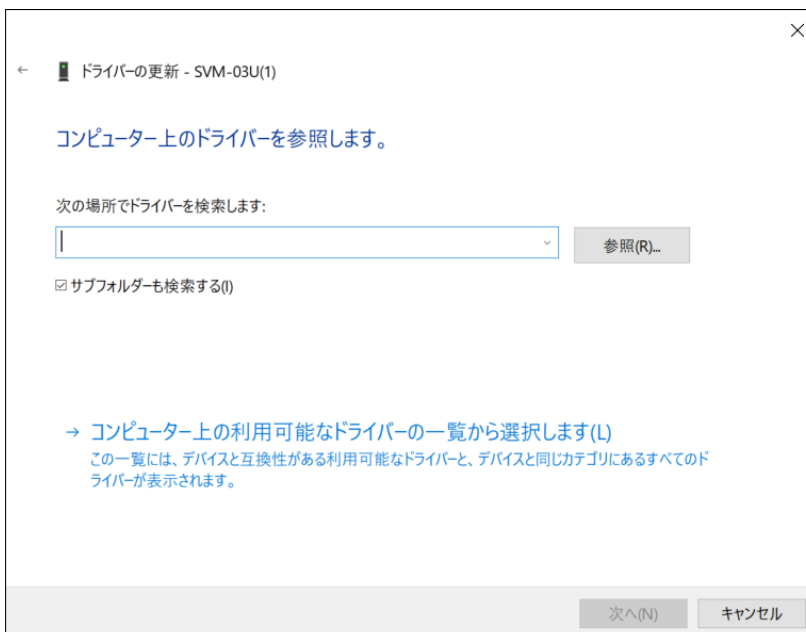 ドライバーの更新 - SVM-03U(1)
コンピューター上のドライバーを参照します。
次の場所でドライバーを検索します:
参照(R)...
サブフォルダーも検索する(I)
コンピューター上の利用可能なドライバーの一覧から選択します(L)
この一覧には、デバイスと互換性がある利用可能なドライバーと、デバイスと同じカテゴリにあるすべてのド
ライバーが表示されます。
次へ(N)
キャンセル